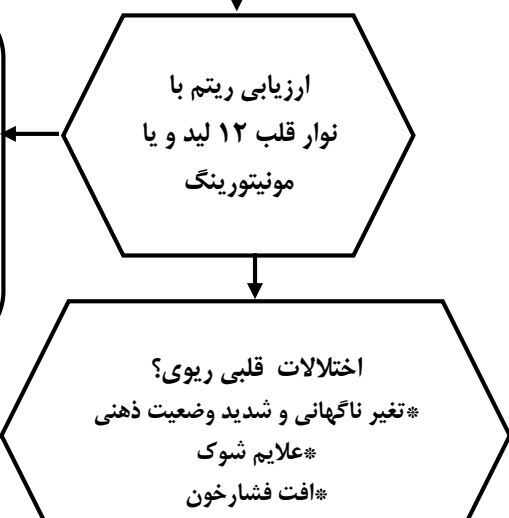 ارزیابی ریتم با
نوار قلب ۱۲ لید و یا
مونیتورینگ
اختلالات قلبی ریوی؟
*تغیر ناگهانی و شدید وضعیت ذهنی
*علایم شوک
*افت فشارخون